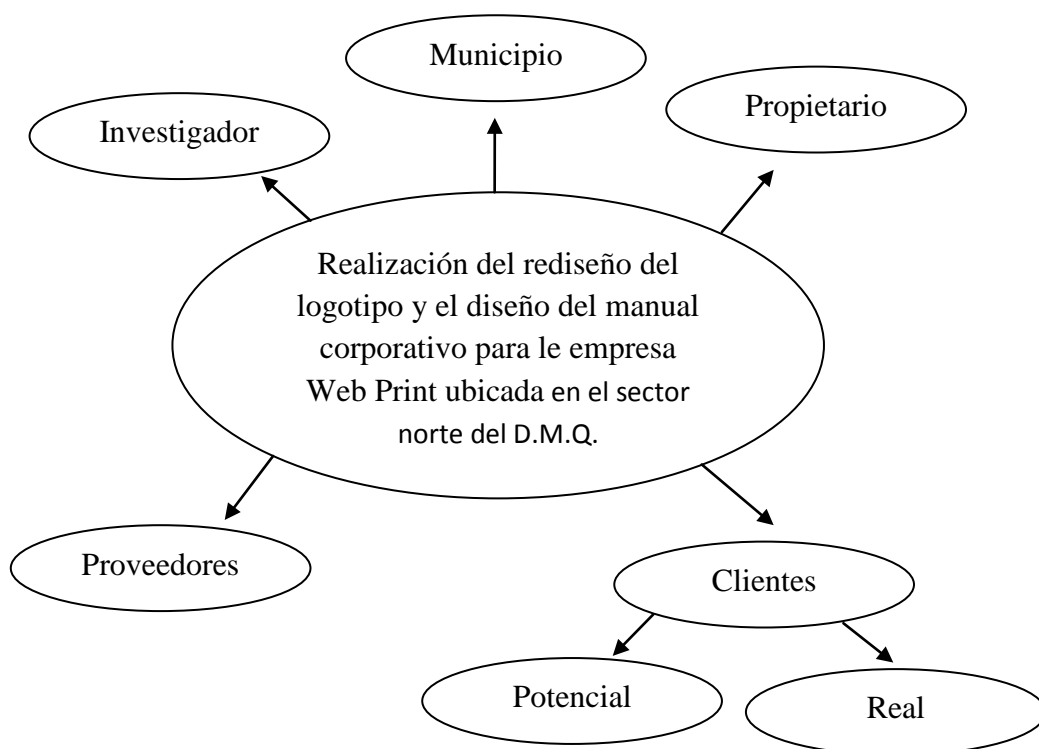 Municipio
Propietario
Investigador
Realización del rediseño del
logotipo y el diseño del manual
corporativo para le empresa
Web Print ubicada en el sector
norte del D.M.Q.
Proveedores
Clientes
Potencial
Real